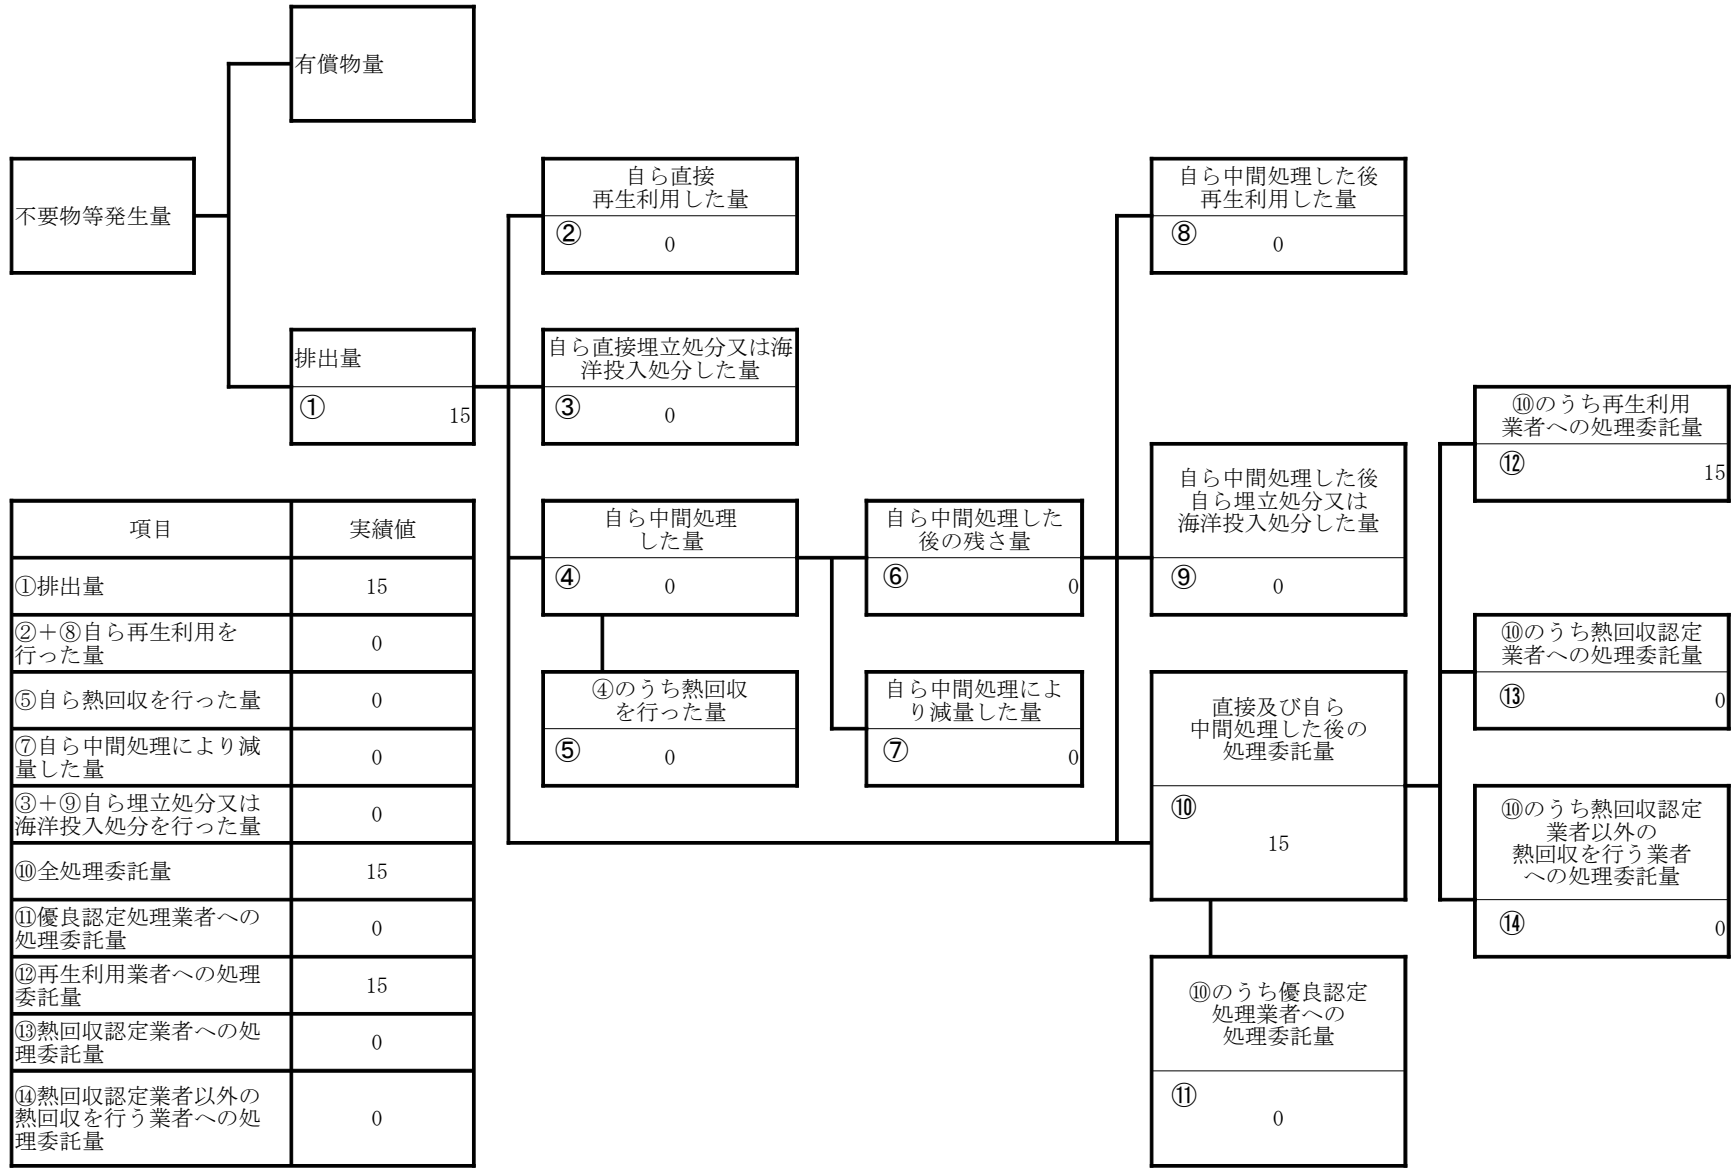 有償物量
不要物等発生量
自ら直接
再生利用した量
②
0
自ら中間処理した後
再生利用した量
⑧
0
排出量
①
15
自ら直接埋立処分又は海
洋投入処分した量
③
0
自ら中間処理
した量
④
0
自ら中間処理した
後の残さ量
⑥
0
自ら中間処理した後
自ら埋立処分又は
海洋投入処分した量
⑨
0
⑩のうち再生利用
業者への処理委託量
⑫
15
④のうち熱回収
を行った量
⑤
0
自ら中間処理によ
り減量した量
⑦
0
直接及び自ら
中間処理した後の
処理委託量
⑩
15
⑩のうち熱回収認定
業者への処理委託量
⑬
0
⑩のうち熱回収認定
業者以外の
熱回収を行う業者
への処理委託量
⑭
0
⑩のうち優良認定
処理業者への
処理委託量
⑪
0
項目 実績値
①排出量 15
②＋⑧自ら再生利用を
行った量 0
⑤自ら熱回収を行った量 0
⑦自ら中間処理により減
量した量 0
③＋⑨自ら埋立処分又は
海洋投入処分を行った量 0
⑩全処理委託量 15
⑪優良認定処理業者への
処理委託量 0
⑫再生利用業者への処理
委託量 15
⑬熱回収認定業者への処
理委託量 0
⑭熱回収認定業者以外の
熱回収を行う業者への処
理委託量 0